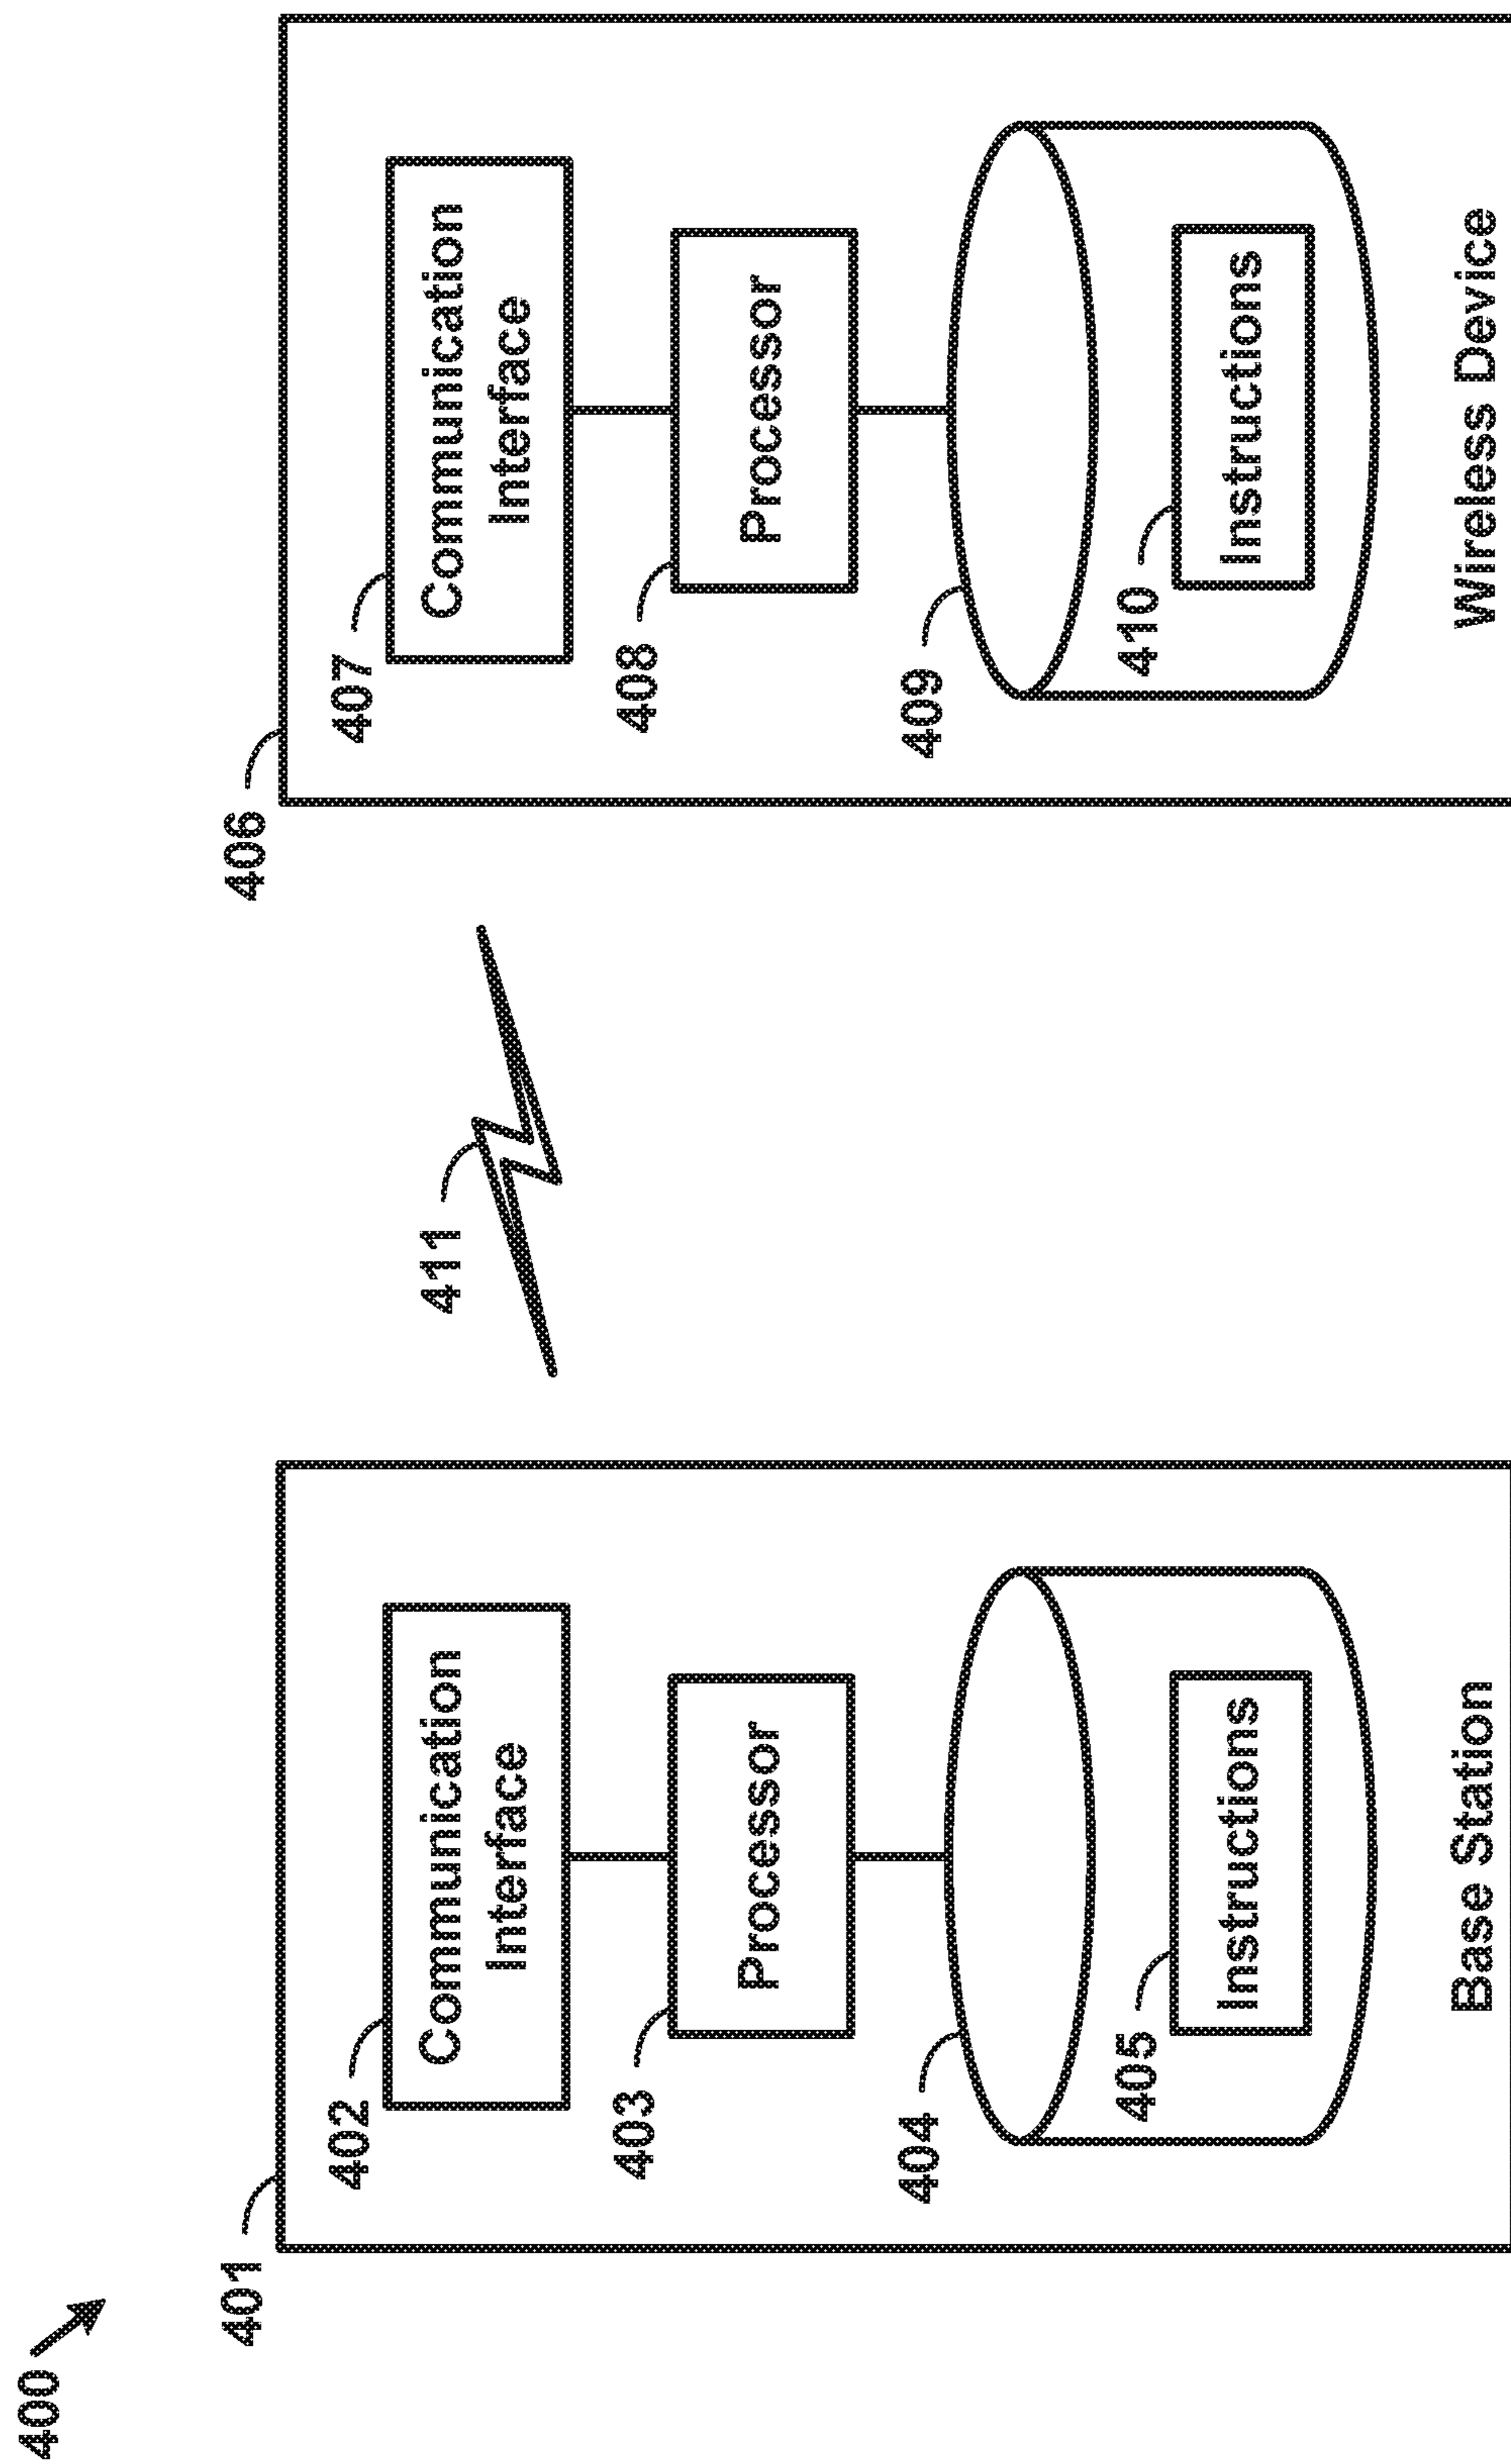 400
401
402
Communication
Interface
403
Processor
404
405
Instructions
Base Station
411
406
407
Communication
Interface
408
Processor
409
410
Instructions
Wireless Device